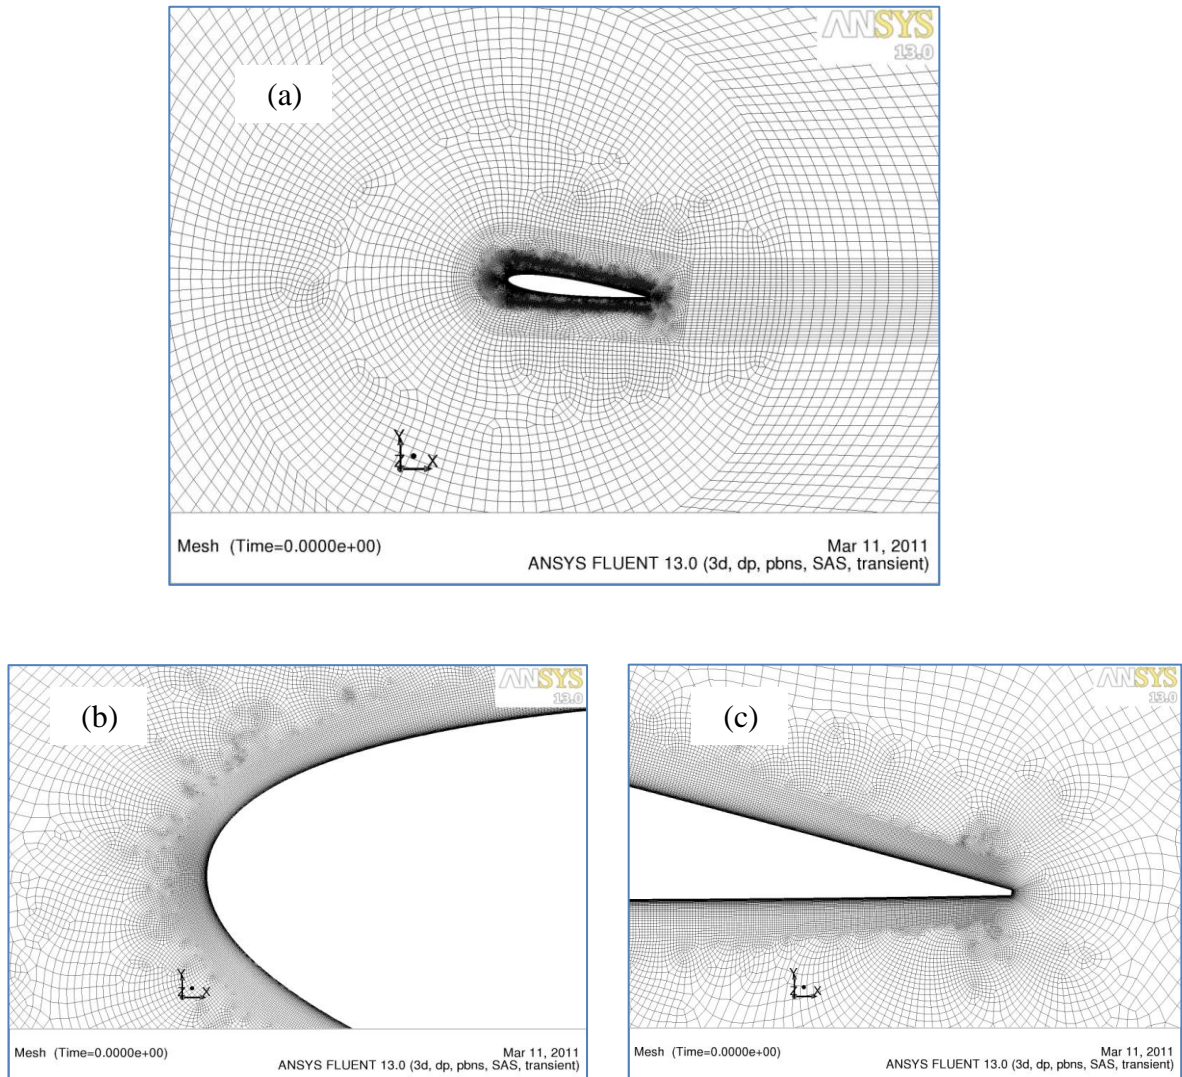 ANSYS
13.0
(a)
Y
Z X
Mesh (Time=0.0000e+00)
Mar 11, 2011
ANSYS FLUENT 13.0 (3d, dp, pbns, SAS, transient)
ANSYS
13.0
(b)
Y
Z X
Mesh (Time=0.0000e+00)
Mar 11, 2011
ANSYS FLUENT 13.0 (3d, dp, pbns, SAS, transient)
ANSYS
13.0
(c)
Y
Z X
Mesh (Time=0.0000e+00)
Mar 11, 2011
ANSYS FLUENT 13.0 (3d, dp, pbns, SAS, transient)